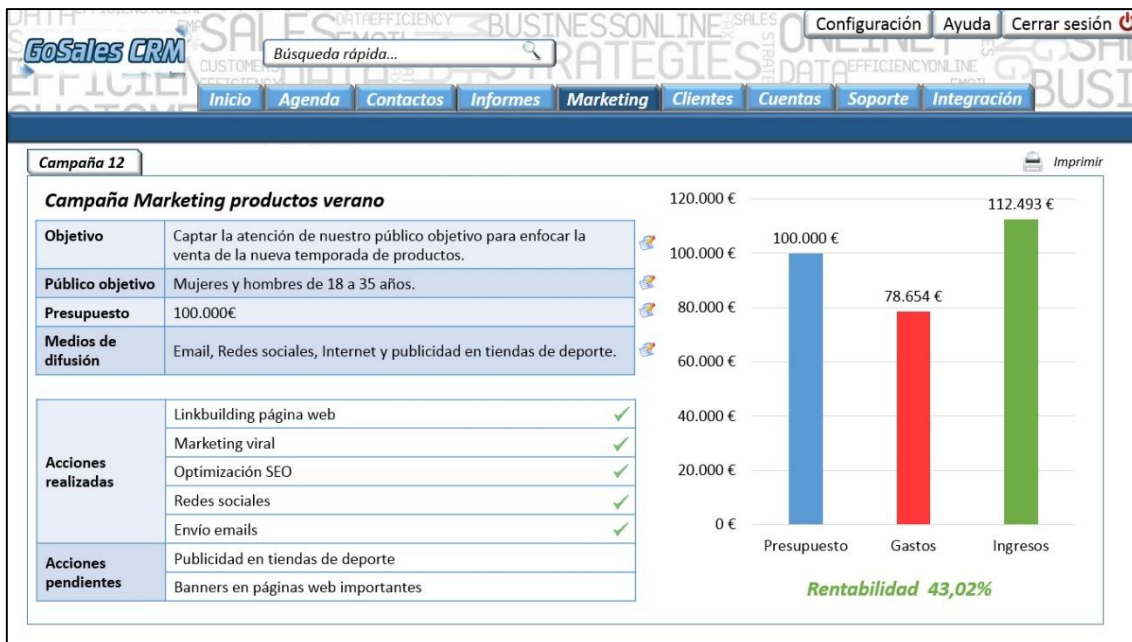 Configuración Ayuda Cerrar sesión
GoSales CRM
Búsqueda rápida...
Inicio Agenda Contactos Informes Marketing Clientes Cuentas Soporte Integración
Campaña 12
Imprimir
Campaña Marketing productos verano
Objetivo
Captar la atención de nuestro público objetivo para enfocar la
venta de la nueva temporada de productos.
Público objetivo
Mujeres y hombres de 18 a 35 años.
Presupuesto
100.000€
Medios de
difusión
Email, Redes sociales, Internet y publicidad en tiendas de deporte.
Acciones
realizadas
Linkbuilding página web
Marketing viral
Optimización SEO
Redes sociales
Envío emails
Acciones
pendientes
Publicidad en tiendas de deporte
Banners en páginas web importantes
120.000 €
100.000 €
80.000 €
60.000 €
40.000 €
20.000 €
0 €
100.000 €
78.654 €
112.493 €
Presupuesto Gastos Ingresos
Rentabilidad 43,02%